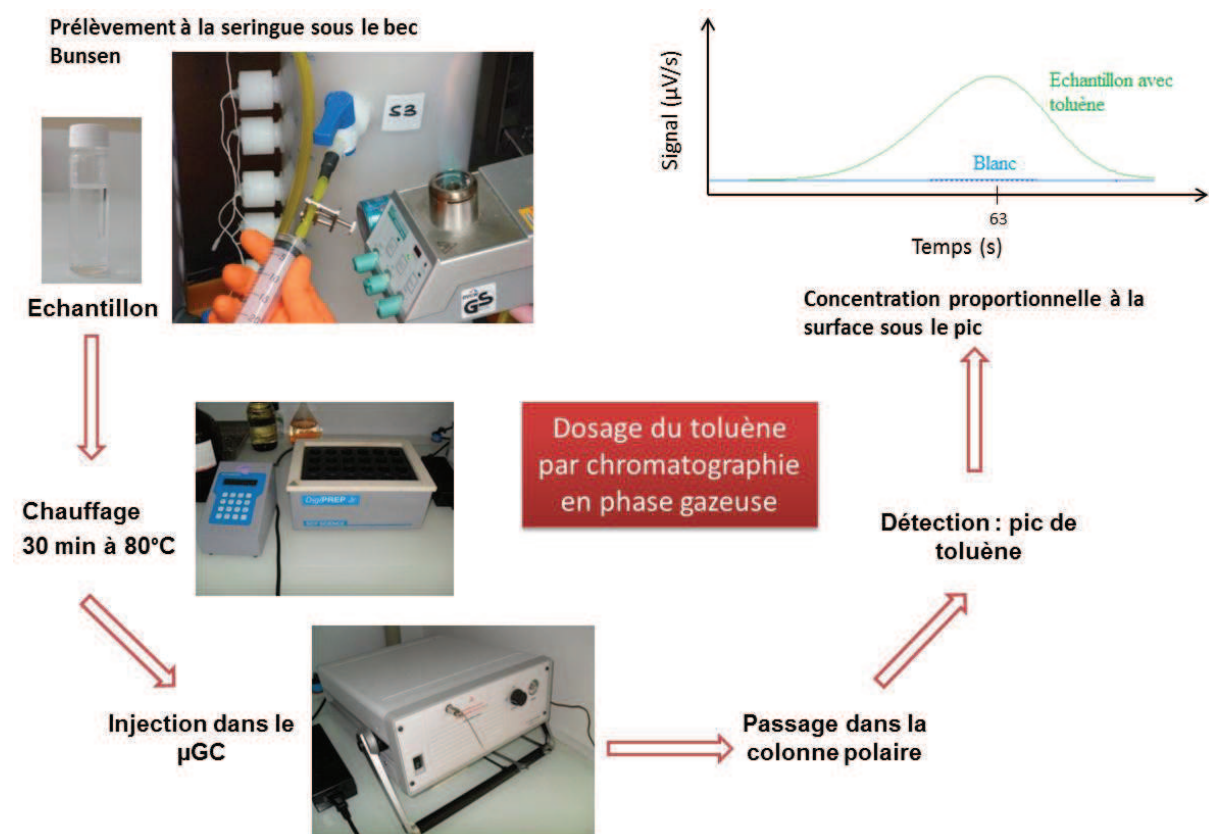 Prélèvement à la seringue sous le bec
Bunsen
S3
GS
Echantillon
Chauffage
30 min à 80°C
DigiPREP Jr
Injection dans le
µGC
Passage dans la
colonne polaire
Détection : pic de
toluène
Concentration proportionnelle à la
surface sous le pic
Signal (µV/s)
Echantillon avec
toluène
Blanc
63
Temps (s)
Dosage du toluène
par chromatographie
en phase gazeuse